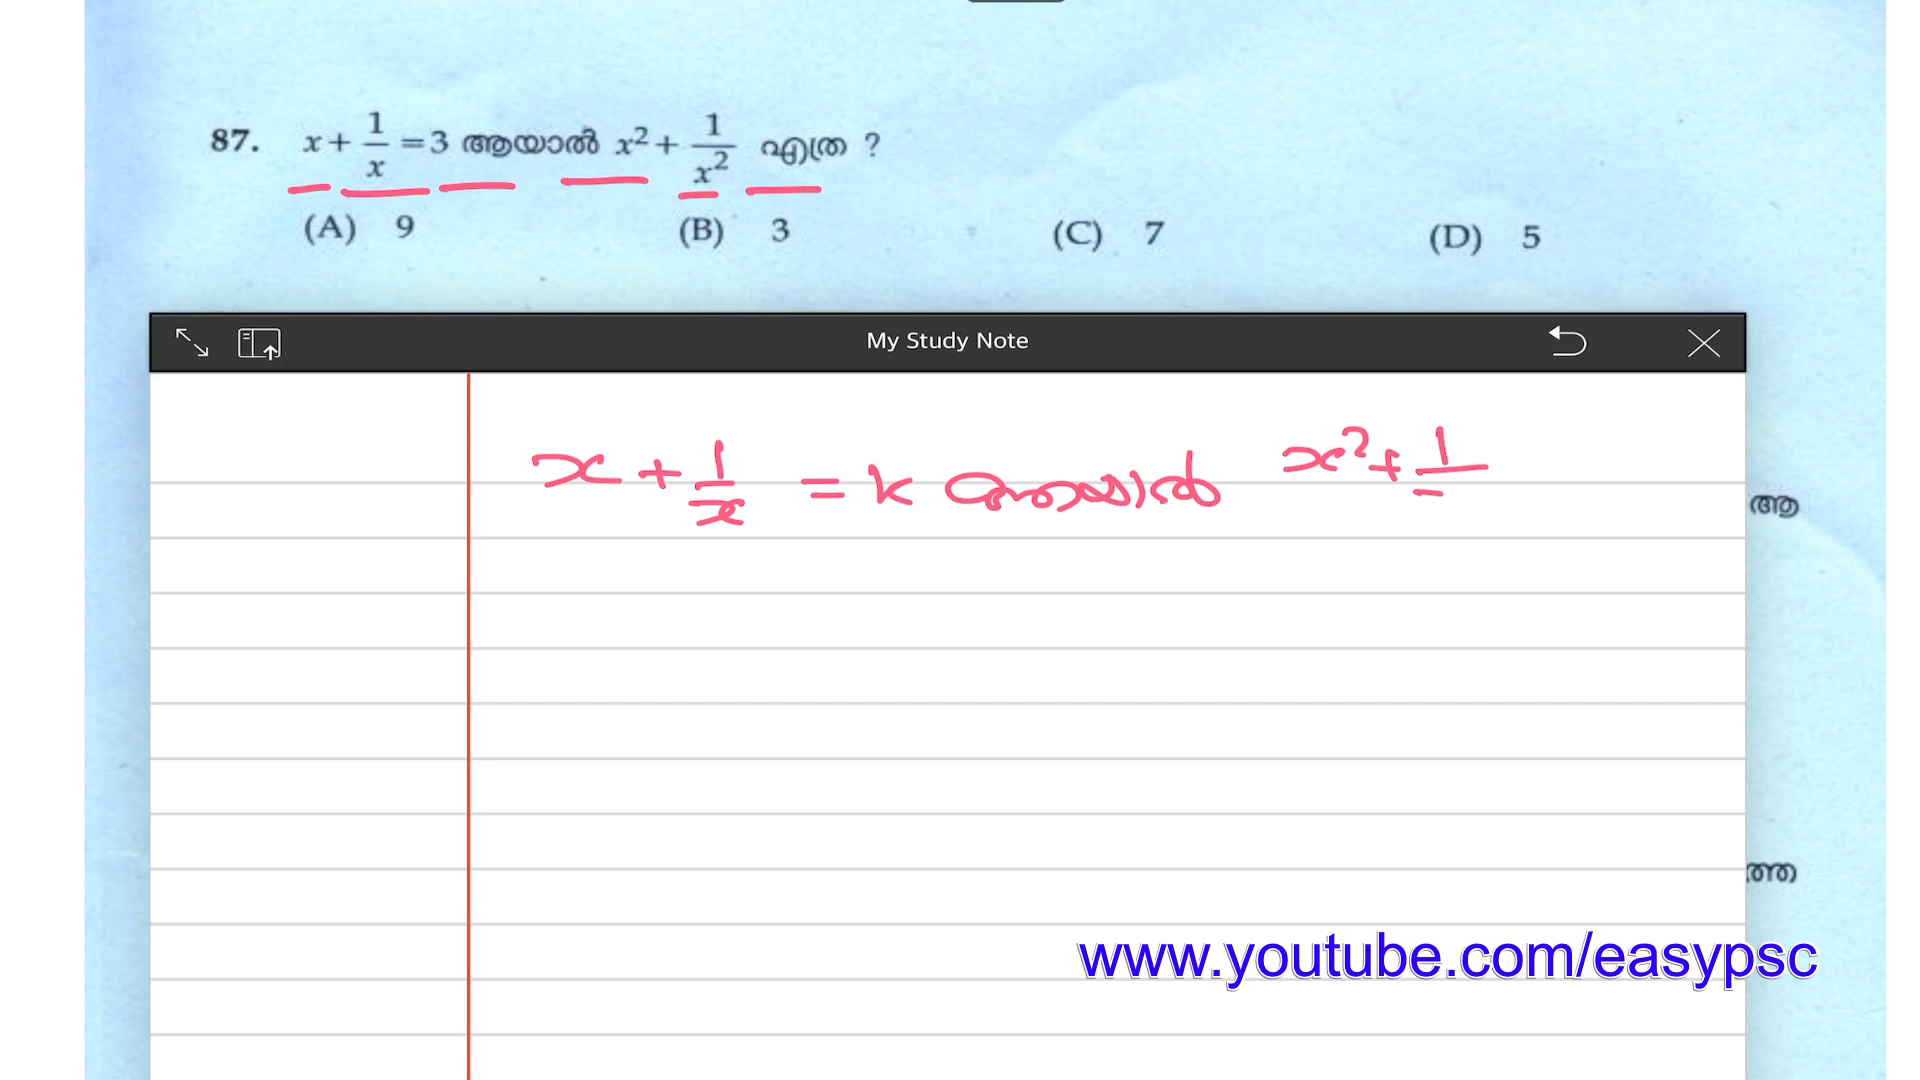 87. x + 1/x = 3 ആയാൽ x² + 1/x² എത്ര ?
(A) 9 (B) 3 (C) 7 (D) 5
My Study Note
x + 1/x = k ആയാൽ x² + 1/
ആ
ത്ത
www.youtube.com/easypsc